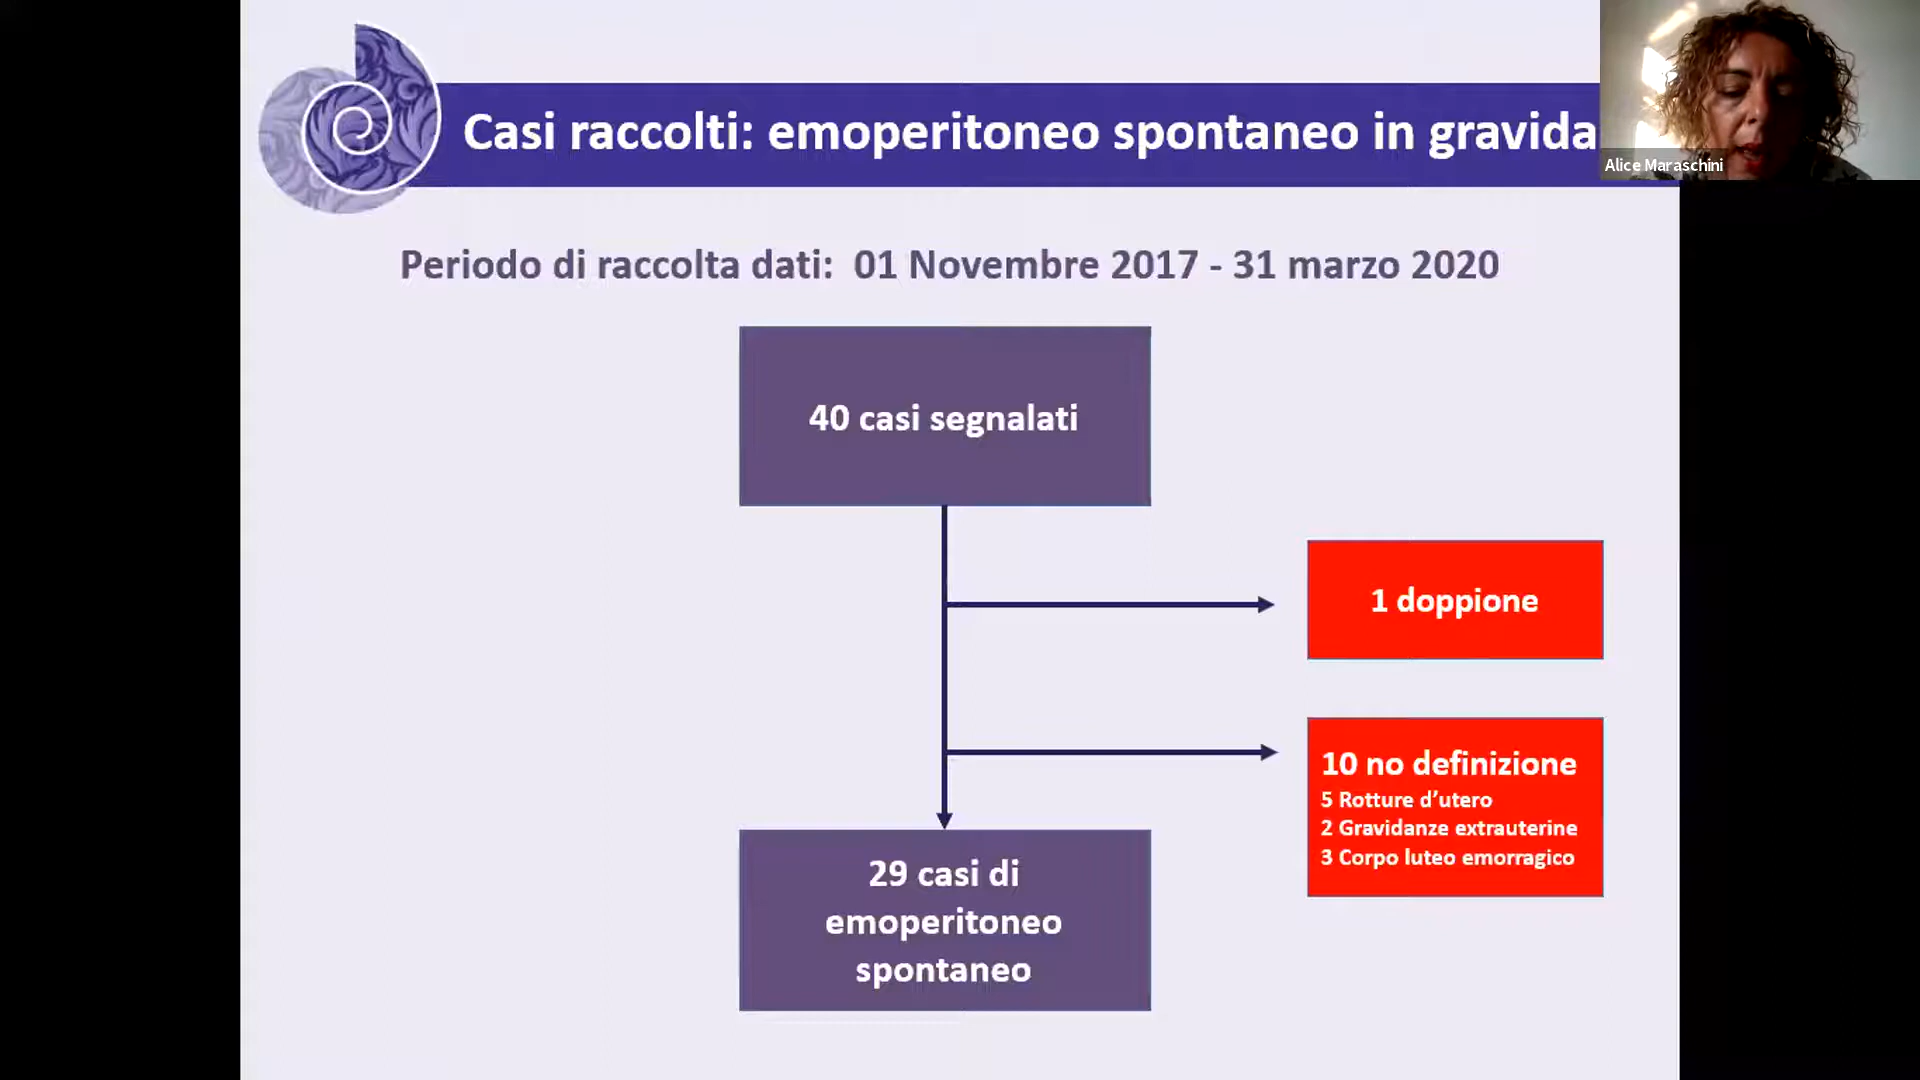 Casi raccolti: emoperitoneo spontaneo in gravida
Alice Maraschini
Periodo di raccolta dati: 01 Novembre 2017 - 31 marzo 2020
40 casi segnalati
1 doppione
10 no definizione
5 Rotture d’utero
2 Gravidanze extrauterine
3 Corpo luteo emorragico
29 casi di
emoperitoneo
spontaneo